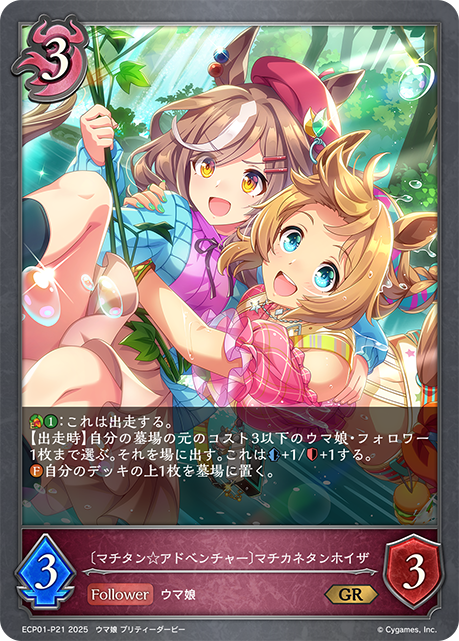 3
1:これは出走する。
【出走時】自分の墓場の元のコスト3以下のウマ娘・フォロワー
1枚まで選ぶ。それを場に出す。これは+1/+1する。
F自分のデッキの上1枚を墓場に置く。
〔マチタン☆アドベンチャー〕マチカネタンホイザ
3
Follower ウマ娘 GR
3
ECP01-P21 2025 ウマ娘 プリティーダービー © Cygames, Inc.